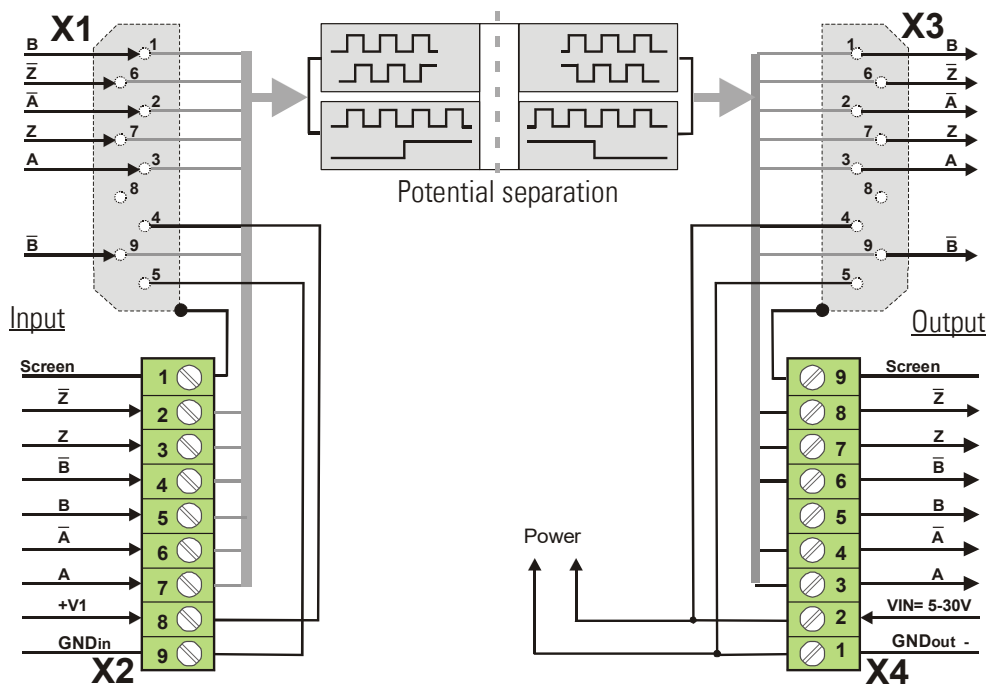 X1
B 1
Z̅ 6
A̅ 2
Z 7
A 3
8
4
B̅ 9
5
Input
Potential separation
X3
1 B
6 Z̅
2 A̅
7 Z
3 A
8
4
9 B̅
5
Output
Screen 1
Z̅ 2
Z 3
B̅ 4
B 5
A̅ 6
A 7
+V1 8
GNDin 9
X2
Power
9 Screen
8 Z̅
7 Z
6 B̅
5 B
4 A̅
3 A
2 VIN= 5-30V
1 GNDout -
X4